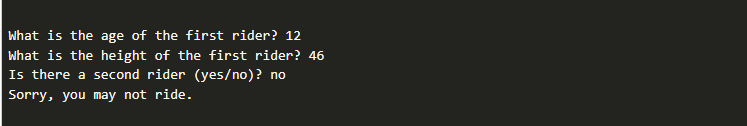 What is the age of the first rider? 12
What is the height of the first rider? 46
Is there a second rider (yes/no)? no
Sorry, you may not ride.